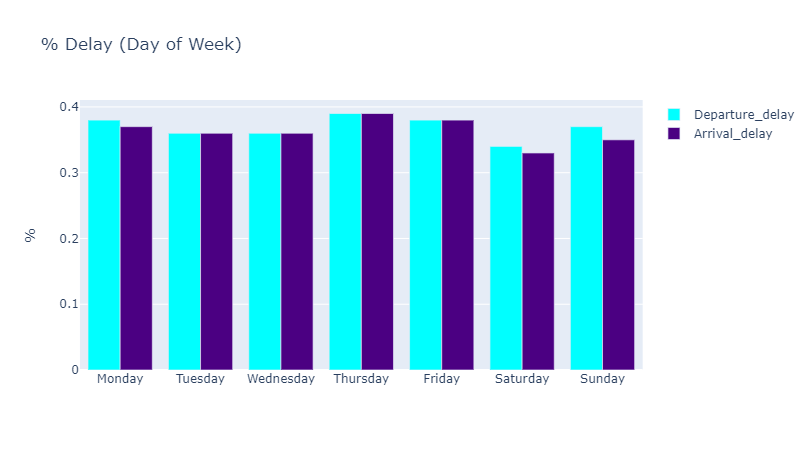 % Delay (Day of Week)
Departure_delay
Arrival_delay
%
0.4
0.3
0.2
0.1
0
Monday Tuesday Wednesday Thursday Friday Saturday Sunday